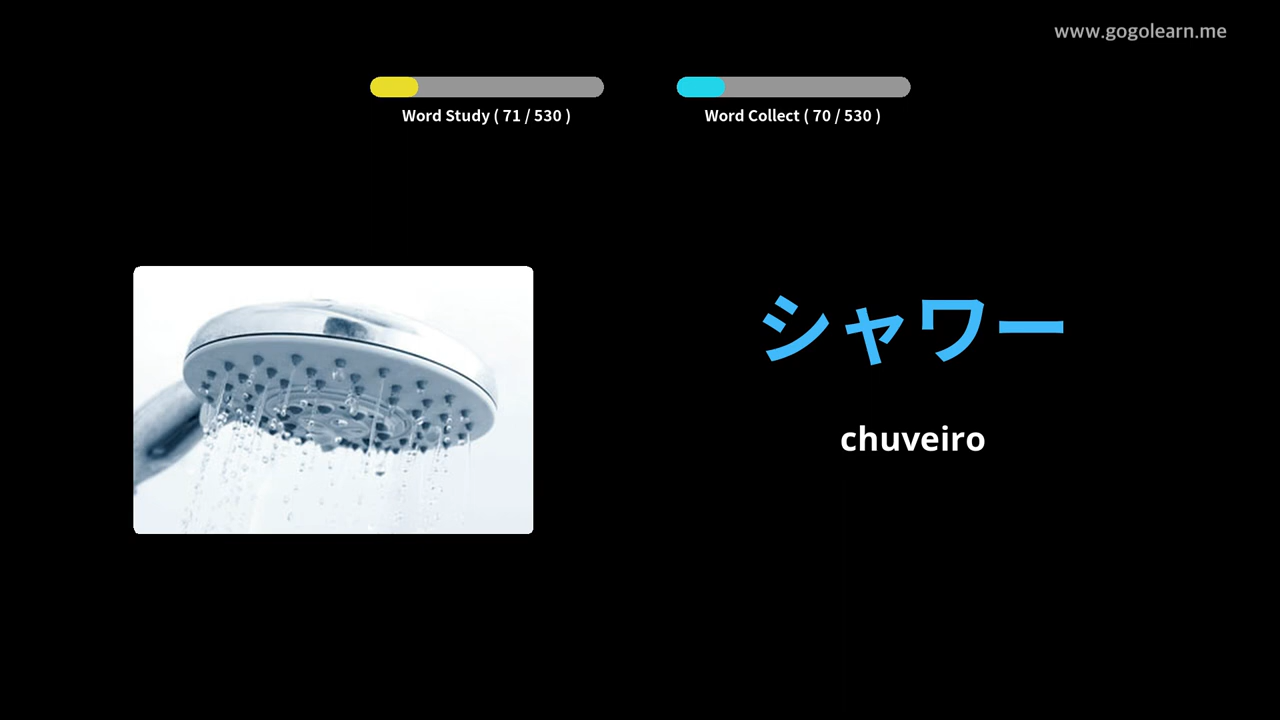 www.gogolearn.me
Word Study ( 71 / 530 )
Word Collect ( 70 / 530 )
シャワー
chuveiro